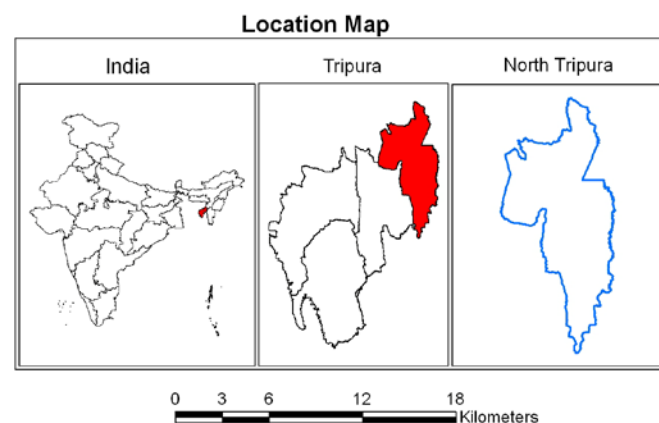 Location Map
India
Tripura
North Tripura
0 3 6 12 18
Kilometers